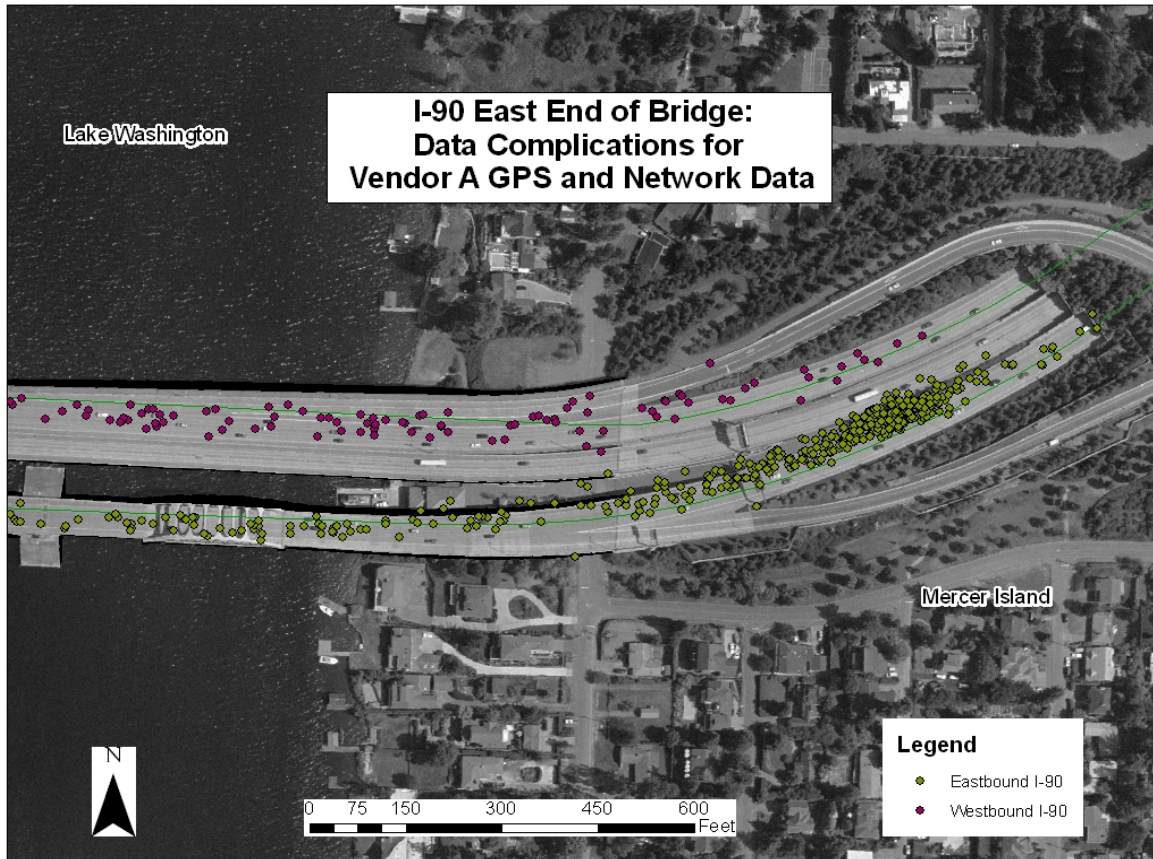 I-90 East End of Bridge:
Data Complications for
Vendor A GPS and Network Data
Lake Washington
Mercer Island
N
0 75 150 300 450 600
Feet
Legend
Eastbound I-90
Westbound I-90